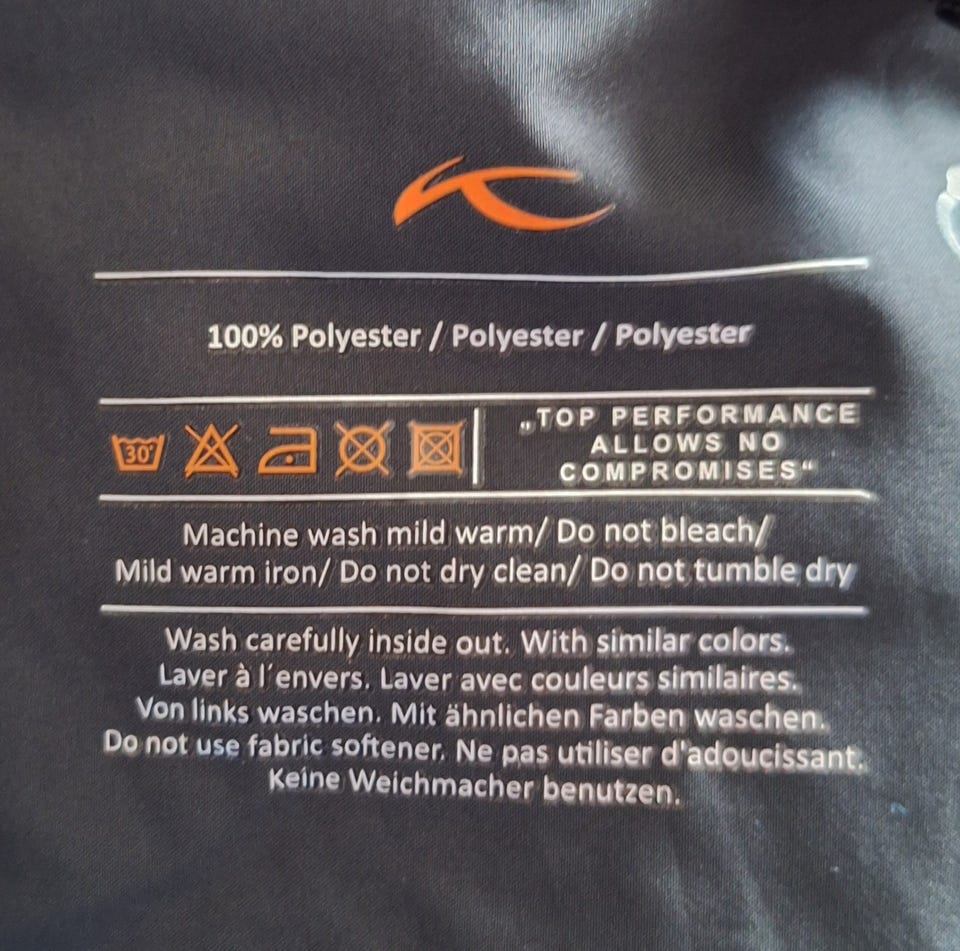 100% Polyester / Polyester / Polyester
30°
„TOP PERFORMANCE
ALLOWS NO
COMPROMISES“
Machine wash mild warm/ Do not bleach/
Mild warm iron/ Do not dry clean/ Do not tumble dry
Wash carefully inside out. With similar colors.
Laver à l´envers. Laver avec couleurs similaires.
Von links waschen. Mit ähnlichen Farben waschen.
Do not use fabric softener. Ne pas utiliser d'adoucissant.
Keine Weichmacher benutzen.